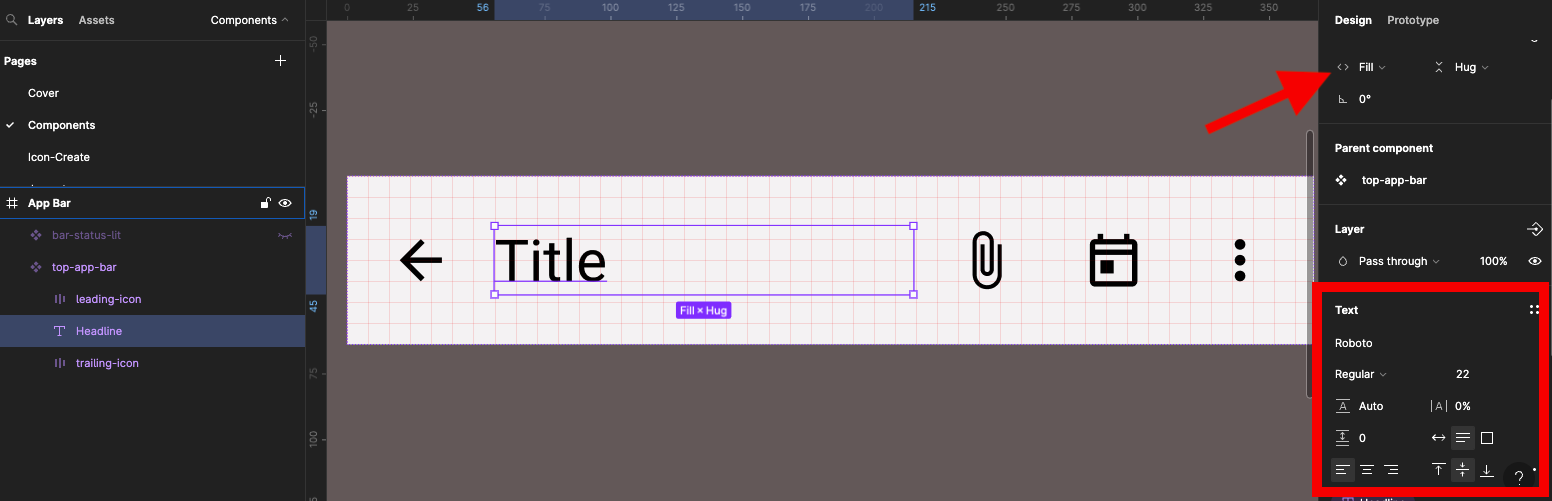 Layers Assets Components
Pages
Cover
Components
Icon-Create
App Bar
bar-status-lit
top-app-bar
leading-icon
Headline
trailing-icon
0 25 56 75 100 125 150 175 200 215 250 275 300 325 350
-50
-25
19
45
75
100
Title
Fill × Hug
Design Prototype
Fill Hug
0°
Parent component
top-app-bar
Layer
Pass through 100%
Text
Roboto
Regular 22
A Auto |A| 0%
0
?